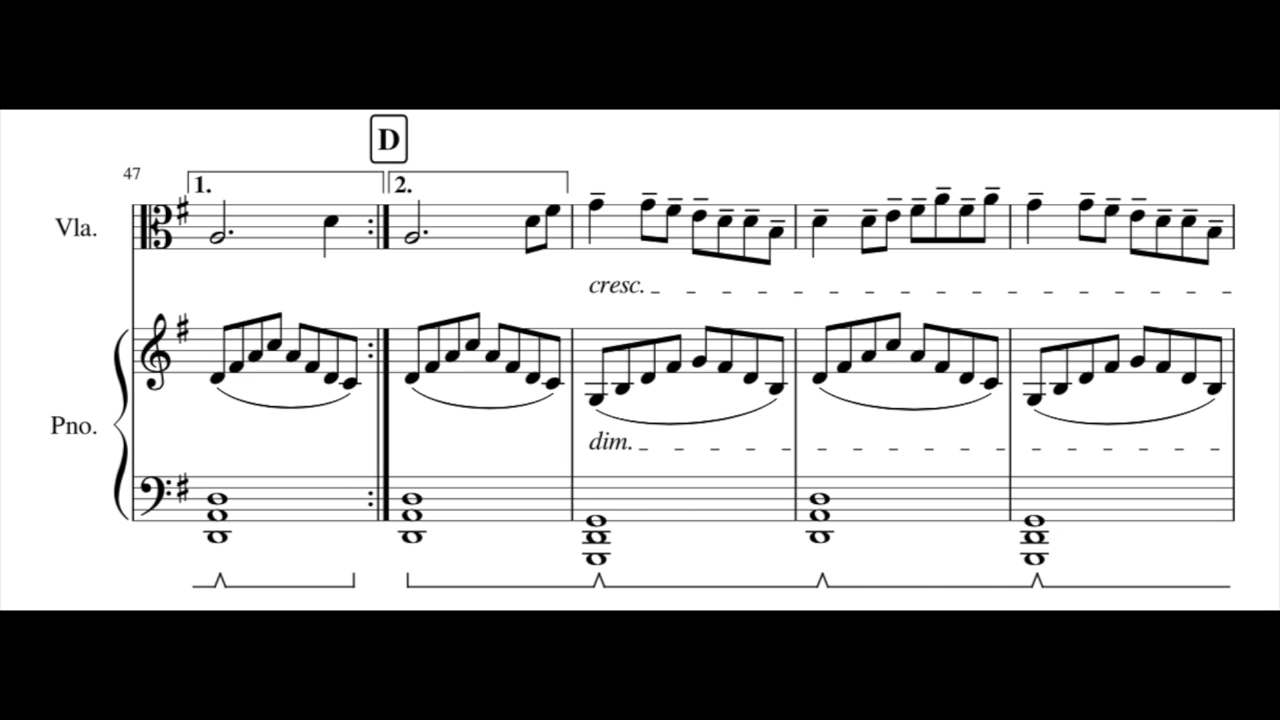 D
47
1.
2.
Vla.
cresc.
Pno.
dim.